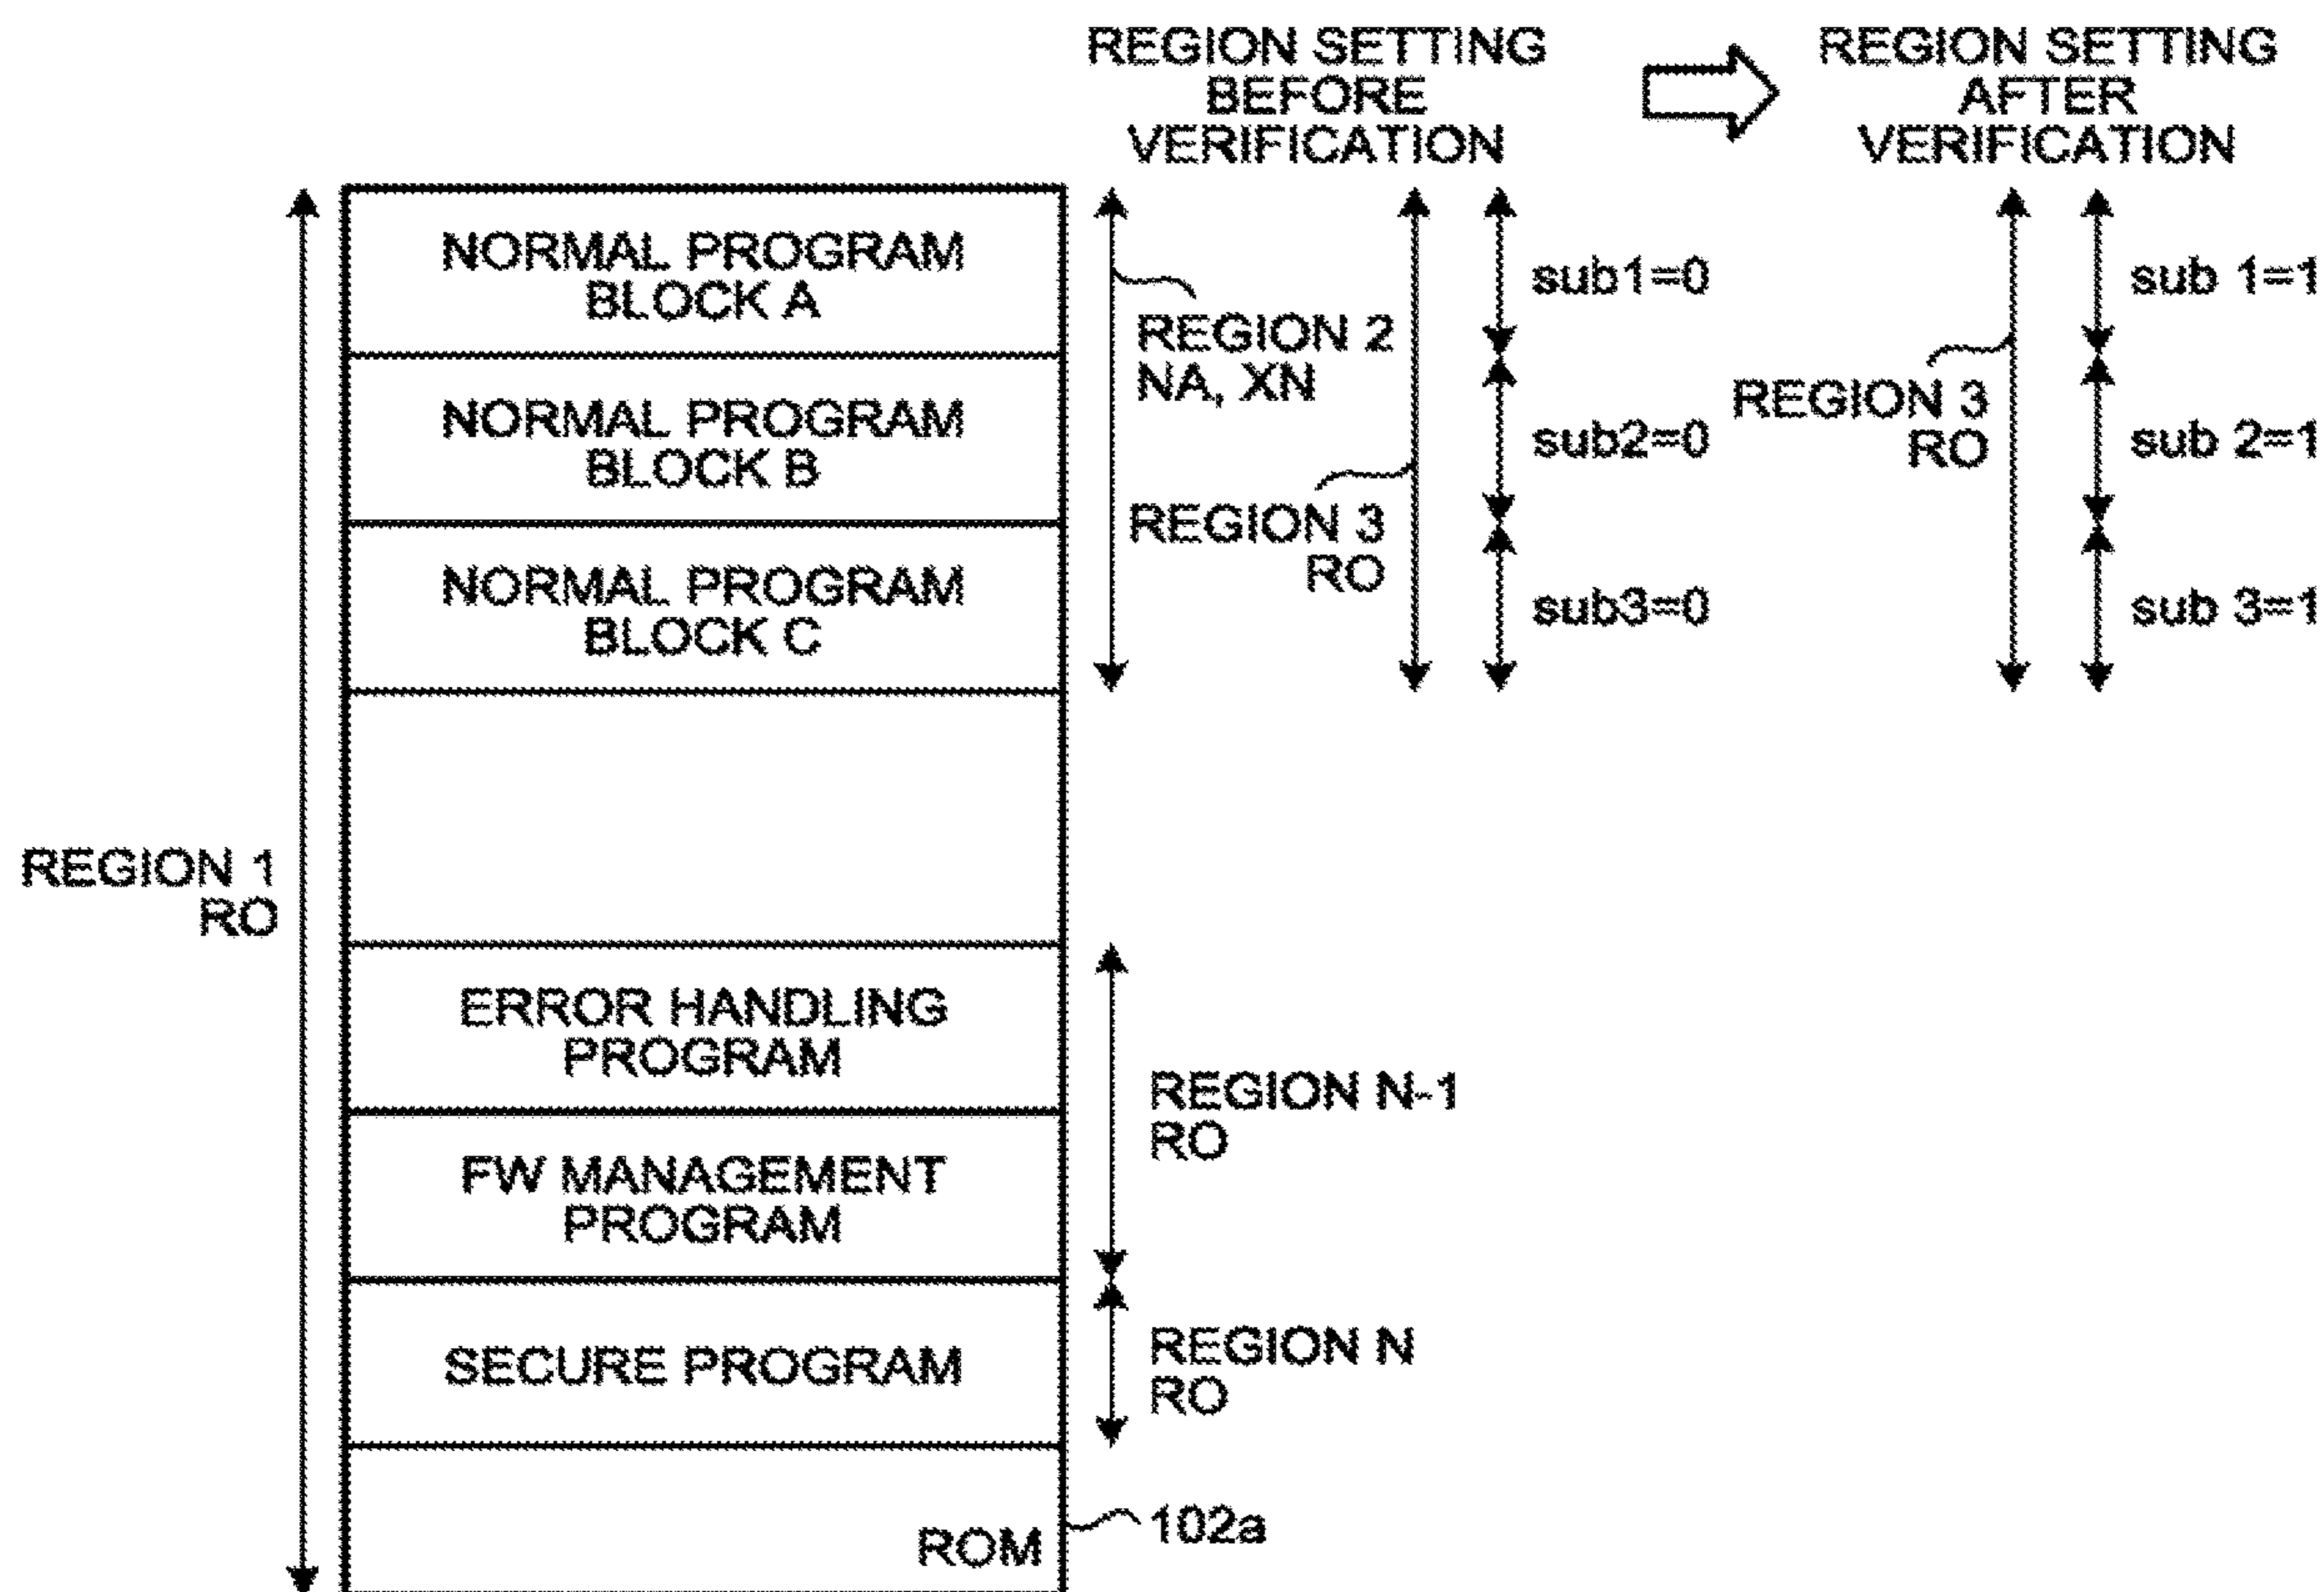 REGION SETTING
BEFORE
VERIFICATION
REGION SETTING
AFTER
VERIFICATION
NORMAL PROGRAM
BLOCK A
NORMAL PROGRAM
BLOCK B
NORMAL PROGRAM
BLOCK C
REGION 2
NA, XN
REGION 3
RO
sub1=0
sub2=0
sub3=0
REGION 3
RO
sub 1=1
sub 2=1
sub 3=1
REGION 1
RO
ERROR HANDLING
PROGRAM
FW MANAGEMENT
PROGRAM
REGION N-1
RO
SECURE PROGRAM
REGION N
RO
ROM
102a